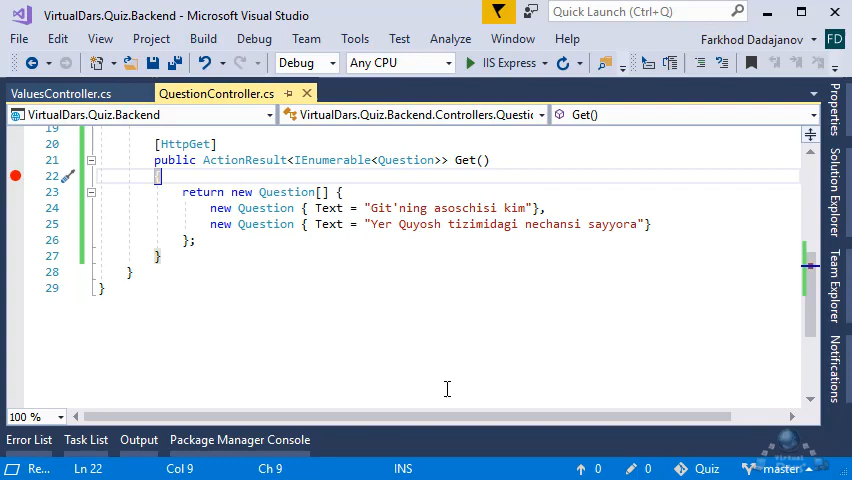 VirtualDars.Quiz.Backend - Microsoft Visual Studio
Quick Launch (Ctrl+Q)
File Edit View Project Build Debug Team Tools Test Analyze Window Farkhod Dadajanov FD
Debug Any CPU IIS Express
ValuesController.cs QuestionController.cs
VirtualDars.Quiz.Backend VirtualDars.Quiz.Backend.Controllers.Questic Get()
19
20 [HttpGet]
21 public ActionResult<IEnumerable<Question>> Get()
22 {
23 return new Question[] {
24 new Question { Text = "Git'ning asoschisi kim"},
25 new Question { Text = "Yer Quyosh tizimidagi nechansi sayyora"}
26 };
27 }
28 }
29 }
Properties
Solution Explorer
Team Explorer
Notifications
100 %
Error List Task List Output Package Manager Console
Re... Ln 22 Col 9 Ch 9 INS 0 0 Quiz master